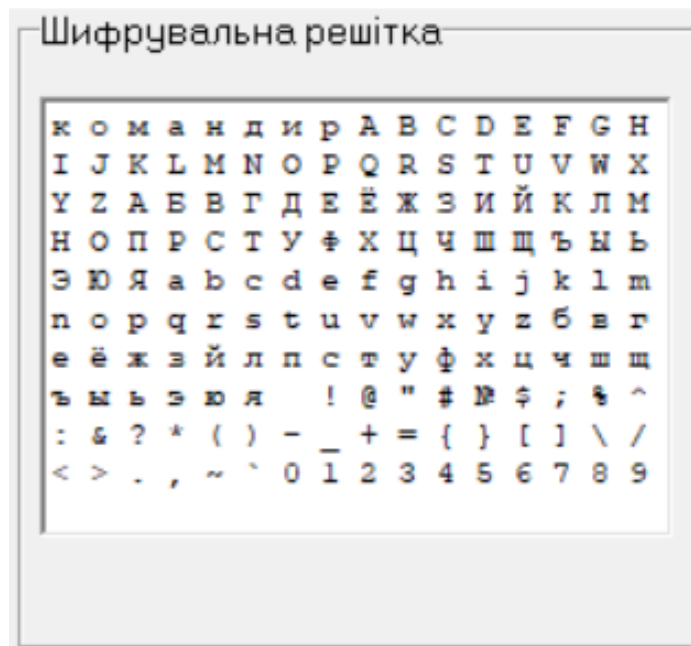 Шифрувальна решітка
к о м а н д и р A B C D E F G H
I J K L M N O P Q R S T U V W X
Y Z А Б В Г Д Е Ё Ж З И Й К Л М
Н О П Р С Т У Ф Х Ц Ч Ш Щ Ъ Ы Ь
Э Ю Я a b c d e f g h i j k l m
n o p q r s t u v w x y z б в г
е ё ж з й л п с т у ф х ц ч ш щ
ъ ы ь э ю я   ! @ " # № $ ; % ^
: & ? * ( ) - _ + = { } [ ] \ /
< > . , ~ ` 0 1 2 3 4 5 6 7 8 9